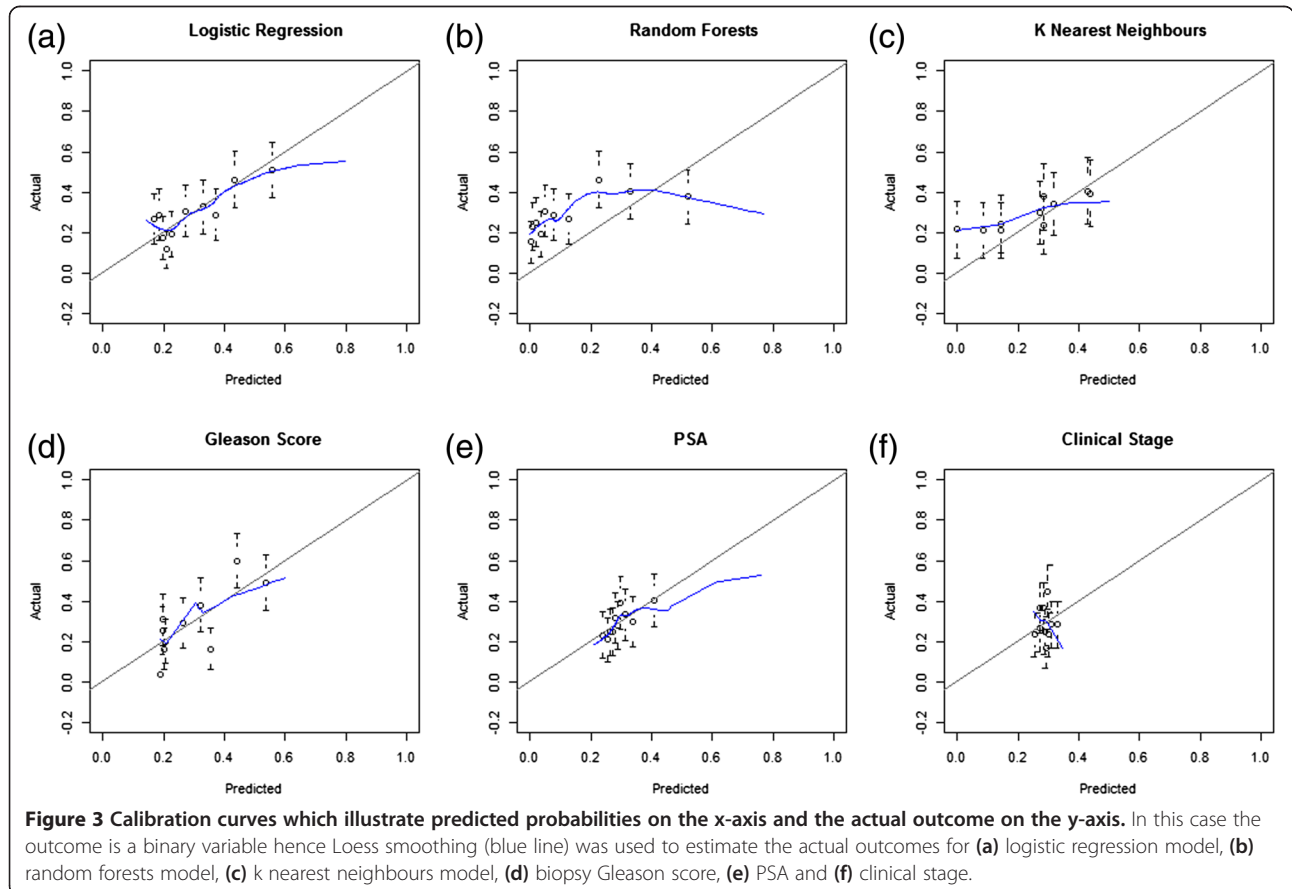 (a)
Logistic Regression
Actual
1.0
0.8
0.6
0.4
0.2
0.0
-0.2
0.0 0.2 0.4 0.6 0.8 1.0
Predicted
(b)
Random Forests
Actual
1.0
0.8
0.6
0.4
0.2
0.0
-0.2
0.0 0.2 0.4 0.6 0.8 1.0
Predicted
(c)
K Nearest Neighbours
Actual
1.0
0.8
0.6
0.4
0.2
0.0
-0.2
0.0 0.2 0.4 0.6 0.8 1.0
Predicted
(d)
Gleason Score
Actual
1.0
0.8
0.6
0.4
0.2
0.0
-0.2
0.0 0.2 0.4 0.6 0.8 1.0
Predicted
(e)
PSA
Actual
1.0
0.8
0.6
0.4
0.2
0.0
-0.2
0.0 0.2 0.4 0.6 0.8 1.0
Predicted
(f)
Clinical Stage
Actual
1.0
0.8
0.6
0.4
0.2
0.0
-0.2
0.0 0.2 0.4 0.6 0.8 1.0
Predicted
Figure 3 Calibration curves which illustrate predicted probabilities on the x-axis and the actual outcome on the y-axis. In this case the
outcome is a binary variable hence Loess smoothing (blue line) was used to estimate the actual outcomes for (a) logistic regression model, (b)
random forests model, (c) k nearest neighbours model, (d) biopsy Gleason score, (e) PSA and (f) clinical stage.